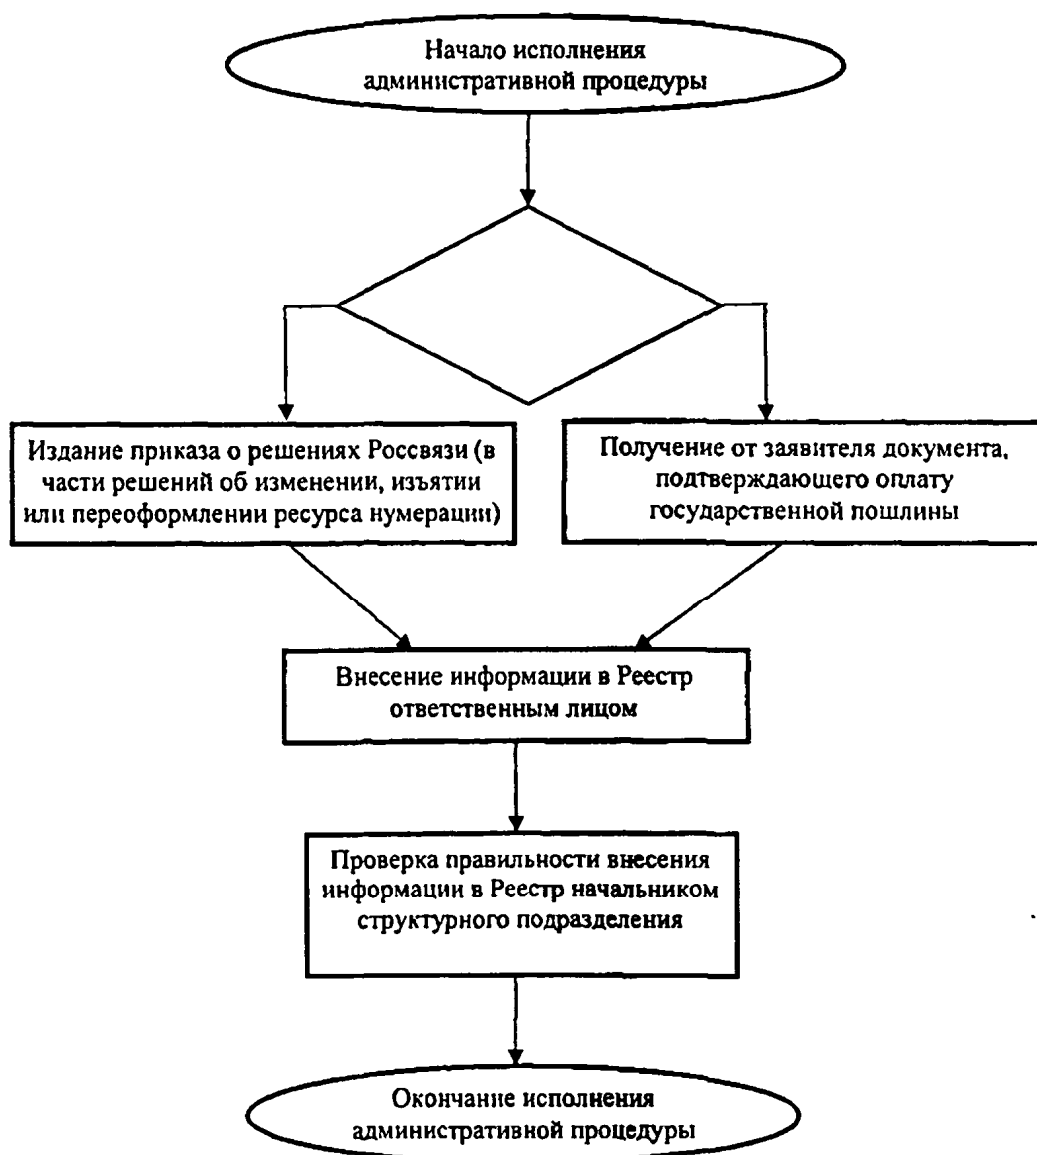 Начало исполнения
административной процедуры
Издание приказа о решениях Россвязи (в
части решений об изменении, изъятии
или переоформлении ресурса нумерации)
Получение от заявителя документа,
подтверждающего оплату
государственной пошлины
Внесение информации в Реестр
ответственным лицом
Проверка правильности внесения
информации в Реестр начальником
структурного подразделения
Окончание исполнения
административной процедуры